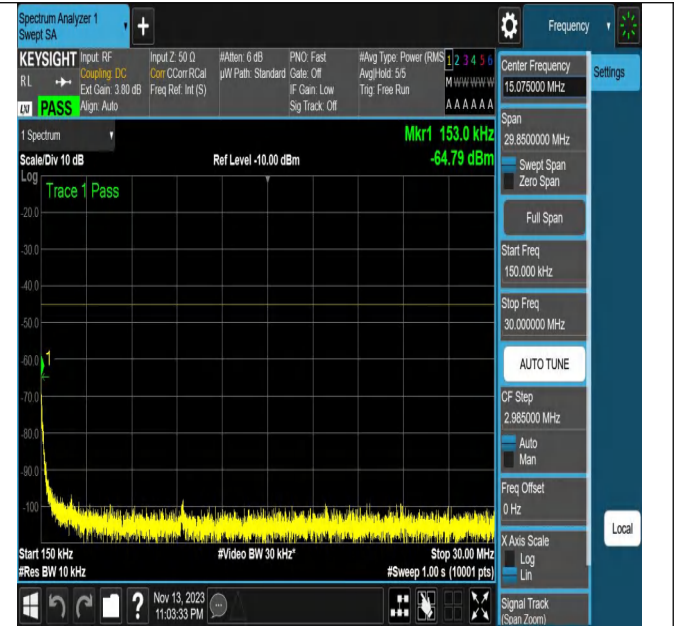 Spectrum Analyzer 1
Swept SA
Frequency
KEYSIGHT
RL
LXI PASS
Input: RF
Coupling: DC
Ext Gain: 3.80 dB
Align: Auto
Input Z: 50 Ω
Corr CCorr RCal
Freq Ref: Int (S)
#Atten: 6 dB
µW Path: Standard
PNO: Fast
Gate: Off
IF Gain: Low
Sig Track: Off
#Avg Type: Power (RMS
Avg|Hold: 5/5
Trig: Free Run
1 2 3 4 5 6
M W W W W W
A A A A A A
Center Frequency
15.075000 MHz
Settings
Span
29.8500000 MHz
Swept Span
Zero Span
Full Span
Start Freq
150.000 kHz
Stop Freq
30.000000 MHz
AUTO TUNE
CF Step
2.985000 MHz
Auto
Man
Freq Offset
0 Hz
X Axis Scale
Log
Lin
Signal Track
(Span Zoom)
Local
1 Spectrum
Scale/Div 10 dB
Ref Level -10.00 dBm
Mkr1 153.0 kHz
-64.79 dBm
Log
Trace 1 Pass
-20.0
-30.0
-40.0
-50.0
-60.0
1
-70.0
-80.0
-90.0
-100
Start 150 kHz
#Video BW 30 kHz*
Stop 30.00 MHz
#Res BW 10 kHz
#Sweep 1.00 s (10001 pts)
?
Nov 13, 2023
11:03:33 PM